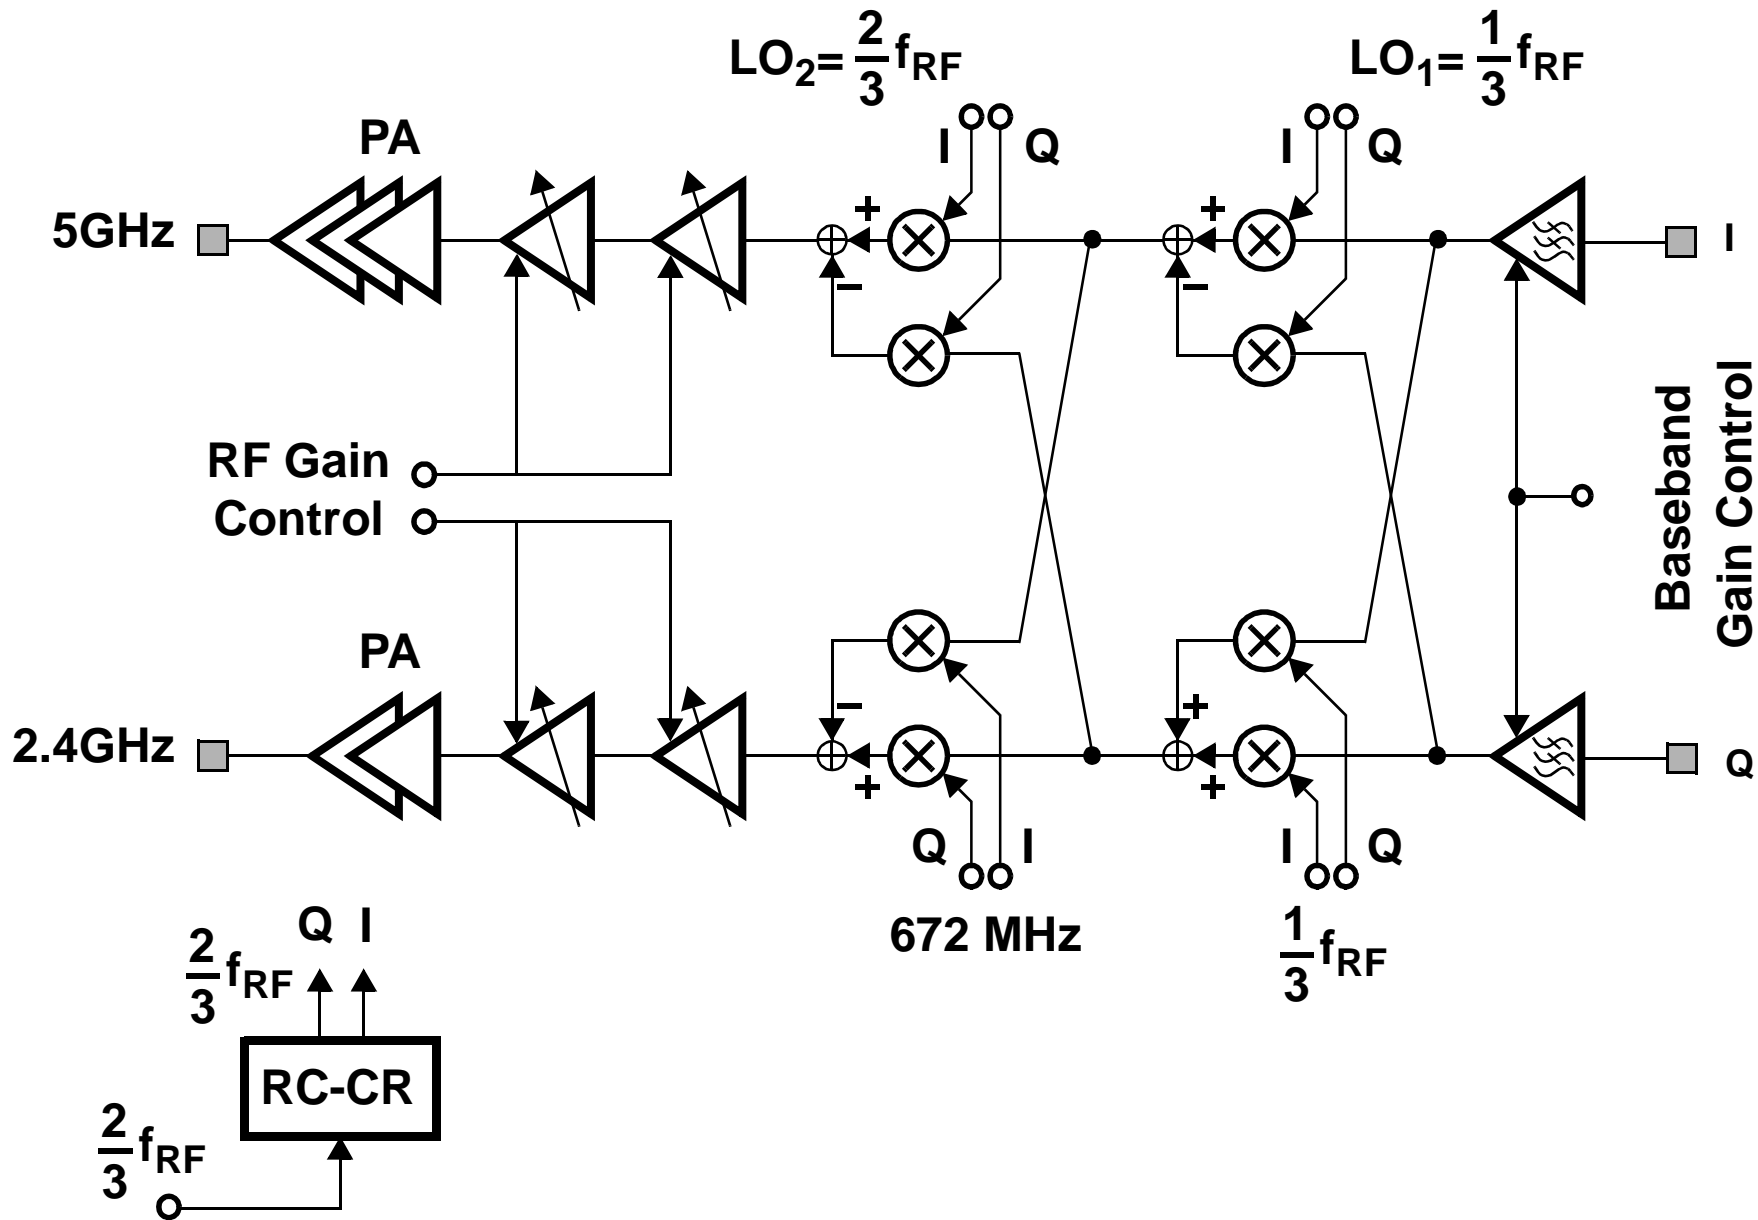 LO2= 2/3 fRF
LO1= 1/3 fRF
PA
I Q
I Q
+
+
5GHz
I
−
−
RF Gain
Control
Baseband
Gain Control
PA
−
+
2.4GHz
Q
+
+
Q I
I Q
672 MHz
1/3 fRF
Q I
2/3 fRF
RC-CR
2/3 fRF